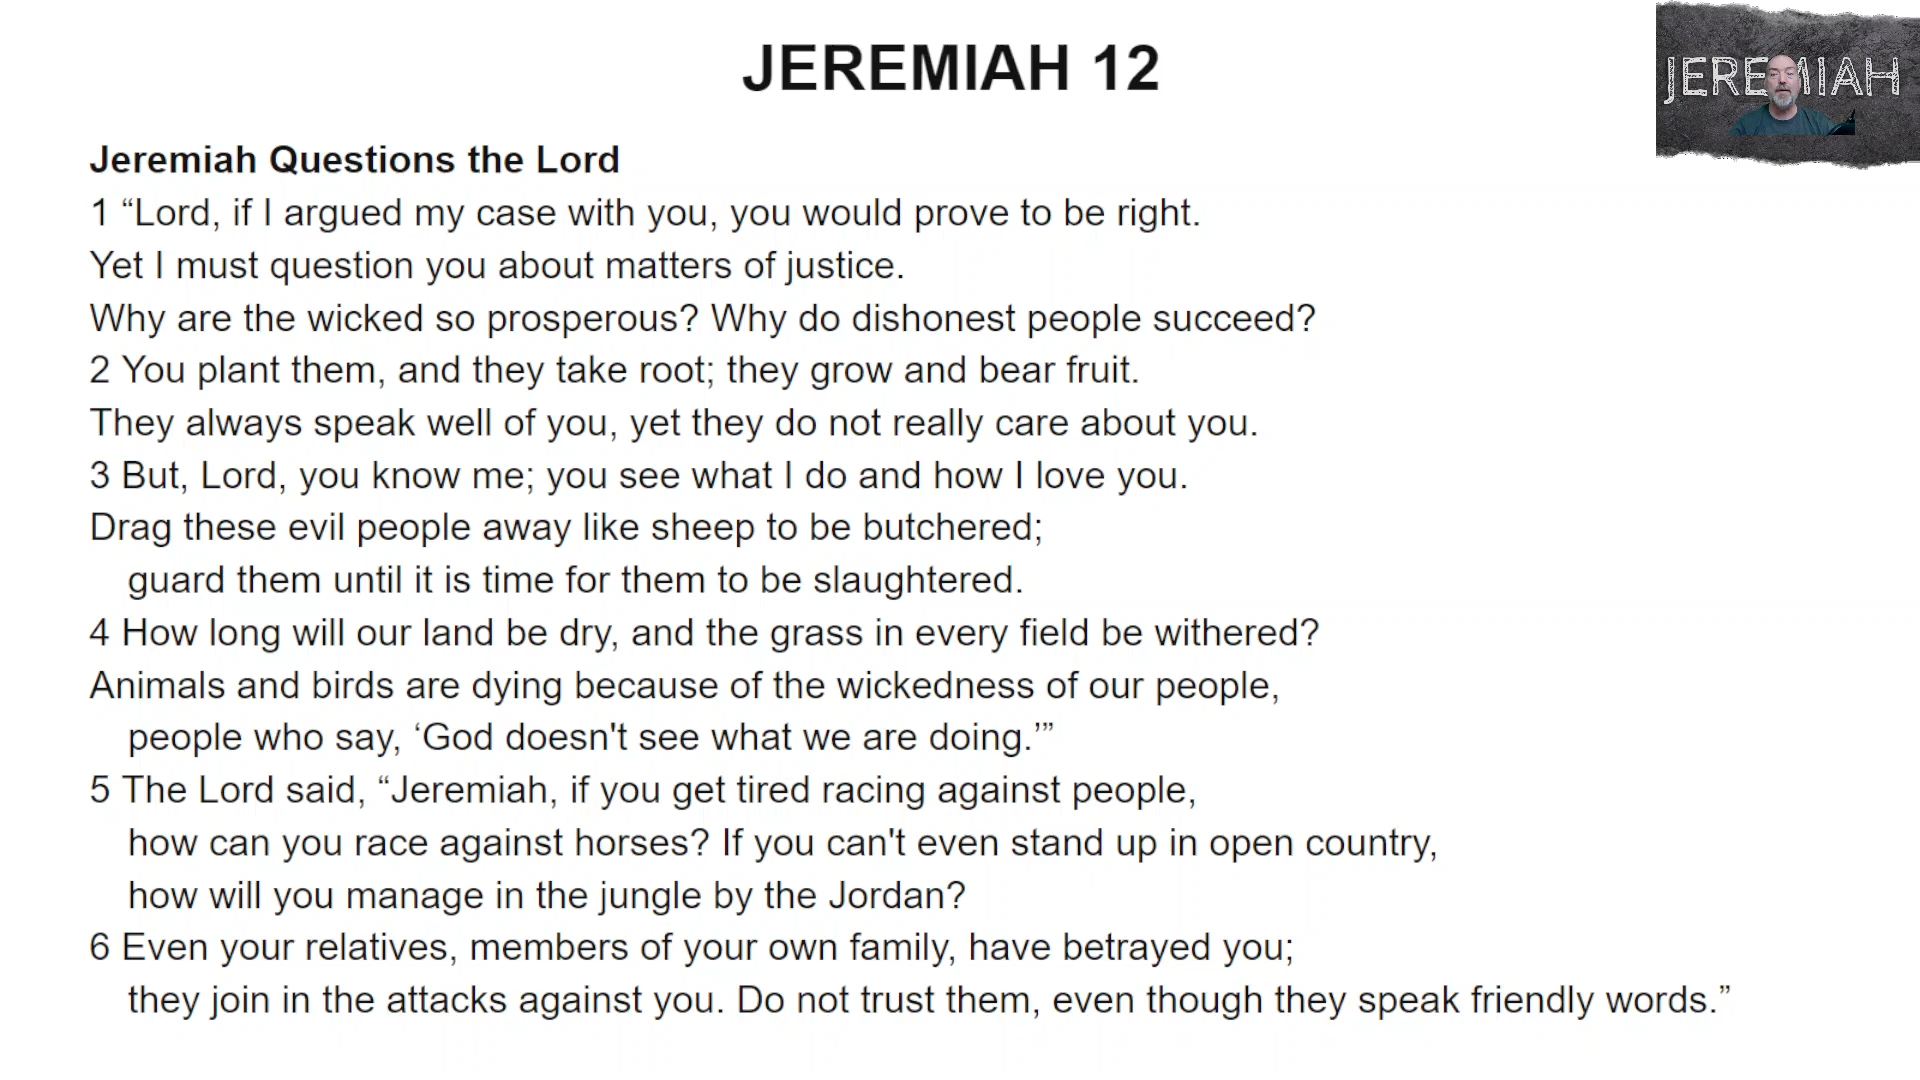 JEREMIAH 12
JEREMIAH
Jeremiah Questions the Lord
1 “Lord, if I argued my case with you, you would prove to be right.
Yet I must question you about matters of justice.
Why are the wicked so prosperous? Why do dishonest people succeed?
2 You plant them, and they take root; they grow and bear fruit.
They always speak well of you, yet they do not really care about you.
3 But, Lord, you know me; you see what I do and how I love you.
Drag these evil people away like sheep to be butchered;
guard them until it is time for them to be slaughtered.
4 How long will our land be dry, and the grass in every field be withered?
Animals and birds are dying because of the wickedness of our people,
people who say, ‘God doesn't see what we are doing.’”
5 The Lord said, “Jeremiah, if you get tired racing against people,
how can you race against horses? If you can't even stand up in open country,
how will you manage in the jungle by the Jordan?
6 Even your relatives, members of your own family, have betrayed you;
they join in the attacks against you. Do not trust them, even though they speak friendly words.”